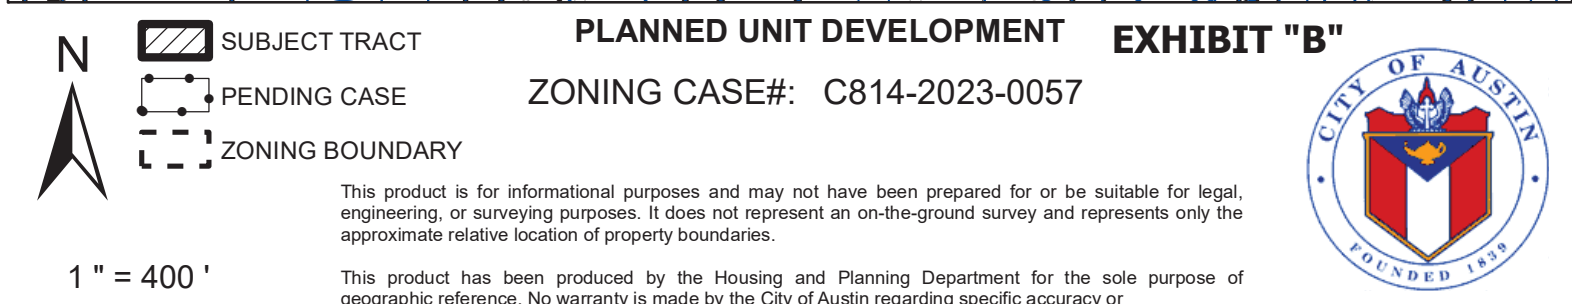 N
SUBJECT TRACT
PENDING CASE
ZONING BOUNDARY
1 " = 400 '
PLANNED UNIT DEVELOPMENT
ZONING CASE#: C814-2023-0057
EXHIBIT "B"
CITY OF AUSTIN
FOUNDED 1839
This product is for informational purposes and may not have been prepared for or be suitable for legal,
engineering, or surveying purposes. It does not represent an on-the-ground survey and represents only the
approximate relative location of property boundaries.
This product has been produced by the Housing and Planning Department for the sole purpose of
geographic reference. No warranty is made by the City of Austin regarding specific accuracy or